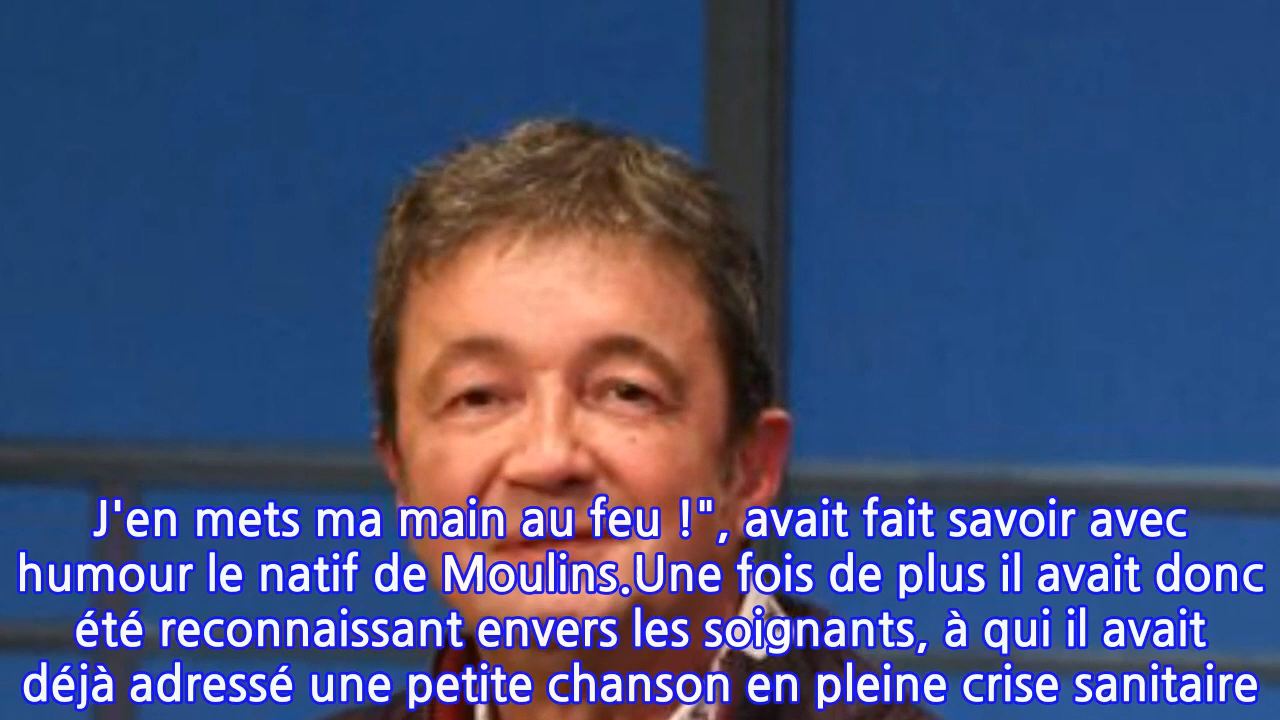 J'en mets ma main au feu !", avait fait savoir avec
humour le natif de Moulins.Une fois de plus il avait donc
été reconnaissant envers les soignants, à qui il avait
déjà adressé une petite chanson en pleine crise sanitaire